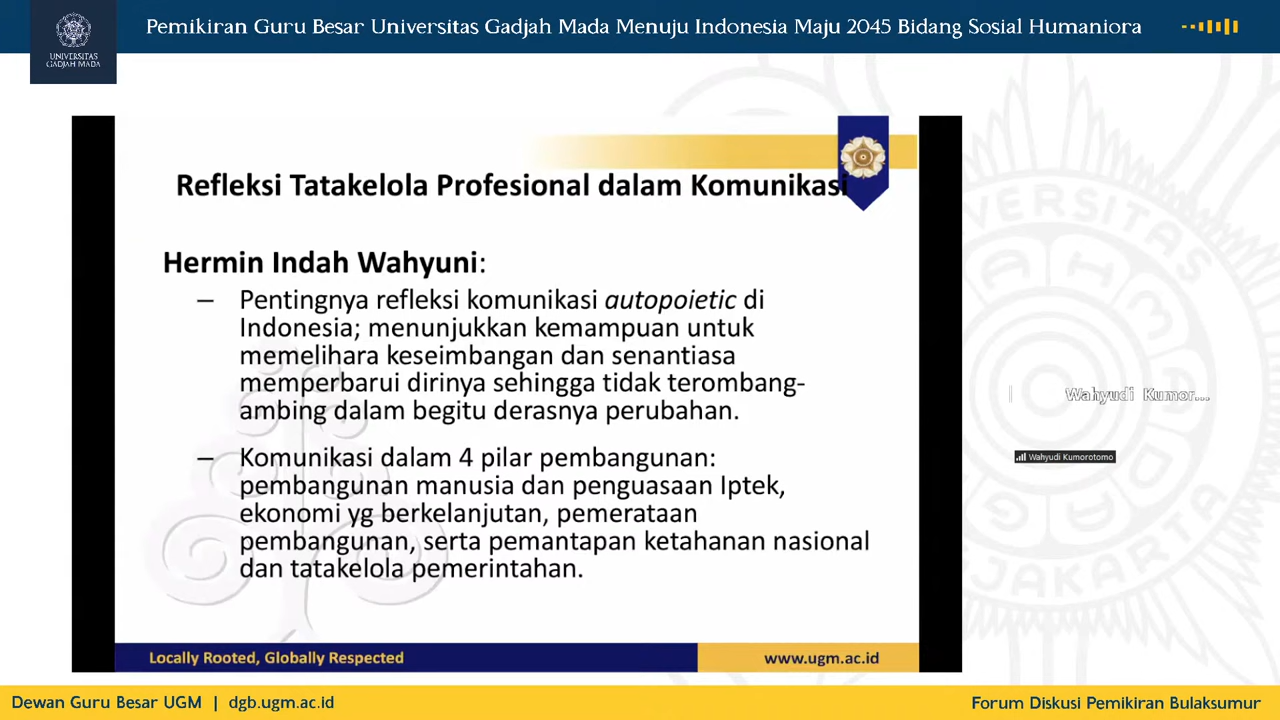 Pemikiran Guru Besar Universitas Gadjah Mada Menuju Indonesia Maju 2045 Bidang Sosial Humaniora
UNIVERSITAS
GADJAH MADA
Refleksi Tatakelola Profesional dalam Komunikasi
Hermin Indah Wahyuni:
– Pentingnya refleksi komunikasi autopoietic di
Indonesia; menunjukkan kemampuan untuk
memelihara keseimbangan dan senantiasa
memperbarui dirinya sehingga tidak terombang-
ambing dalam begitu derasnya perubahan.
– Komunikasi dalam 4 pilar pembangunan:
pembangunan manusia dan penguasaan Iptek,
ekonomi yg berkelanjutan, pemerataan
pembangunan, serta pemantapan ketahanan nasional
dan tatakelola pemerintahan.
Locally Rooted, Globally Respected
www.ugm.ac.id
Wahyudi Kumor...
Wahyudi Kumorotomo
Dewan Guru Besar UGM | dgb.ugm.ac.id
Forum Diskusi Pemikiran Bulaksumur